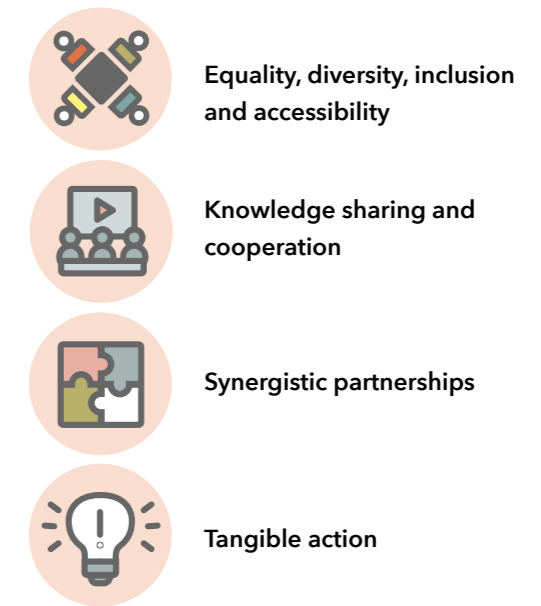 Equality, diversity, inclusion
and accessibility
Knowledge sharing and
cooperation
Synergistic partnerships
Tangible action